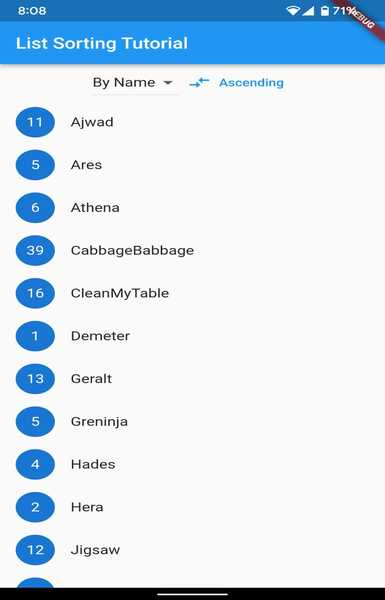 8:08 71%
DEBUG
List Sorting Tutorial
By Name Ascending
11 Ajwad
5 Ares
6 Athena
39 CabbageBabbage
16 CleanMyTable
1 Demeter
13 Geralt
5 Greninja
4 Hades
2 Hera
12 Jigsaw